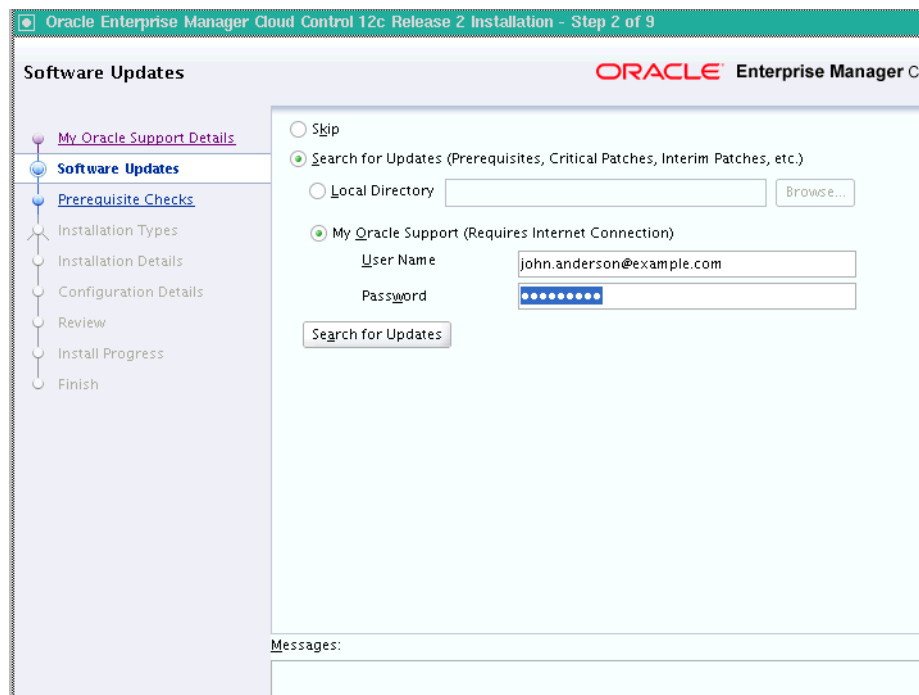 Oracle Enterprise Manager Cloud Control 12c Release 2 Installation - Step 2 of 9
Software Updates
ORACLE Enterprise Manager C
My Oracle Support Details
Software Updates
Prerequisite Checks
Installation Types
Installation Details
Configuration Details
Review
Install Progress
Finish
Skip
Search for Updates (Prerequisites, Critical Patches, Interim Patches, etc.)
Local Directory Browse...
My Oracle Support (Requires Internet Connection)
User Name john.anderson@example.com
Password •••••••••
Search for Updates
Messages: